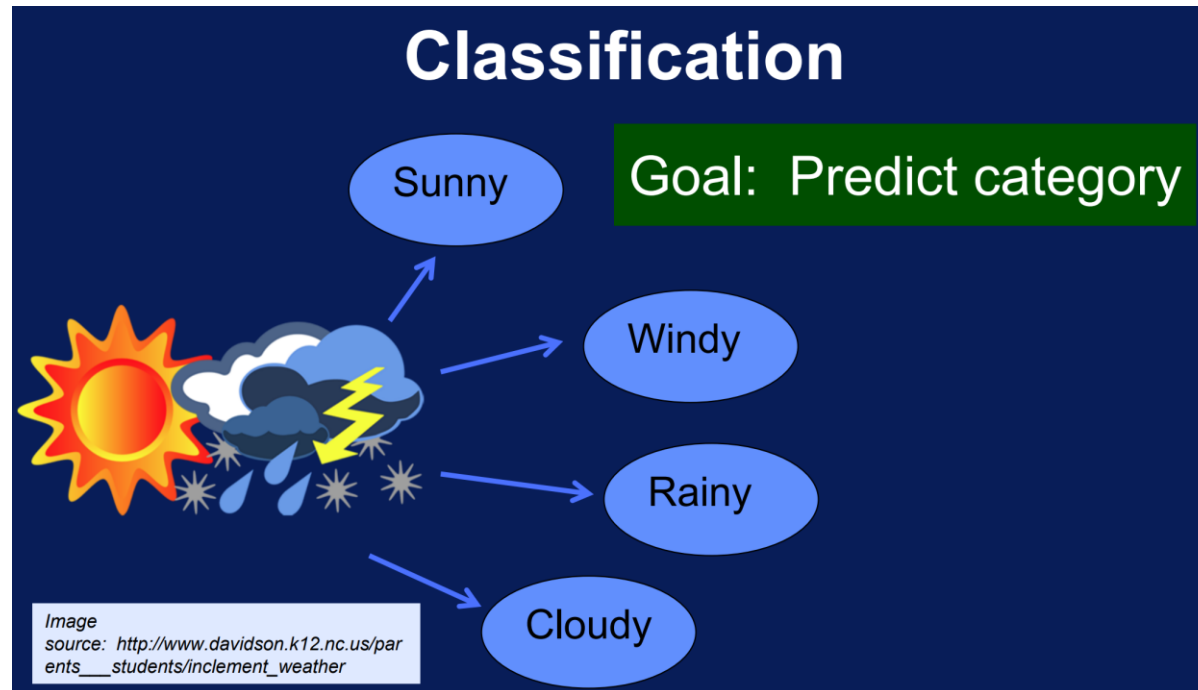 Classification
Sunny
Goal:  Predict category
Windy
Rainy
Cloudy
Image
source:  http://www.davidson.k12.nc.us/par
ents___students/inclement_weather